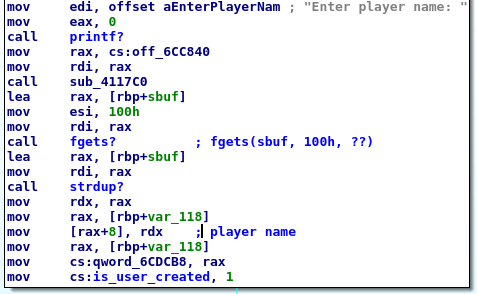 mov edi, offset aEnterPlayerNam ; "Enter player name: "
mov eax, 0
call printf?
mov rax, cs:off_6CC840
mov rdi, rax
call sub_4117C0
lea rax, [rbp+sbuf]
mov esi, 100h
mov rdi, rax
call fgets? ; fgets(sbuf, 100h, ??)
lea rax, [rbp+sbuf]
mov rdi, rax
call strdup?
mov rdx, rax
mov rax, [rbp+var_118]
mov [rax+8], rdx ; player name
mov rax, [rbp+var_118]
mov cs:qword_6CDCB8, rax
mov cs:is_user_created, 1